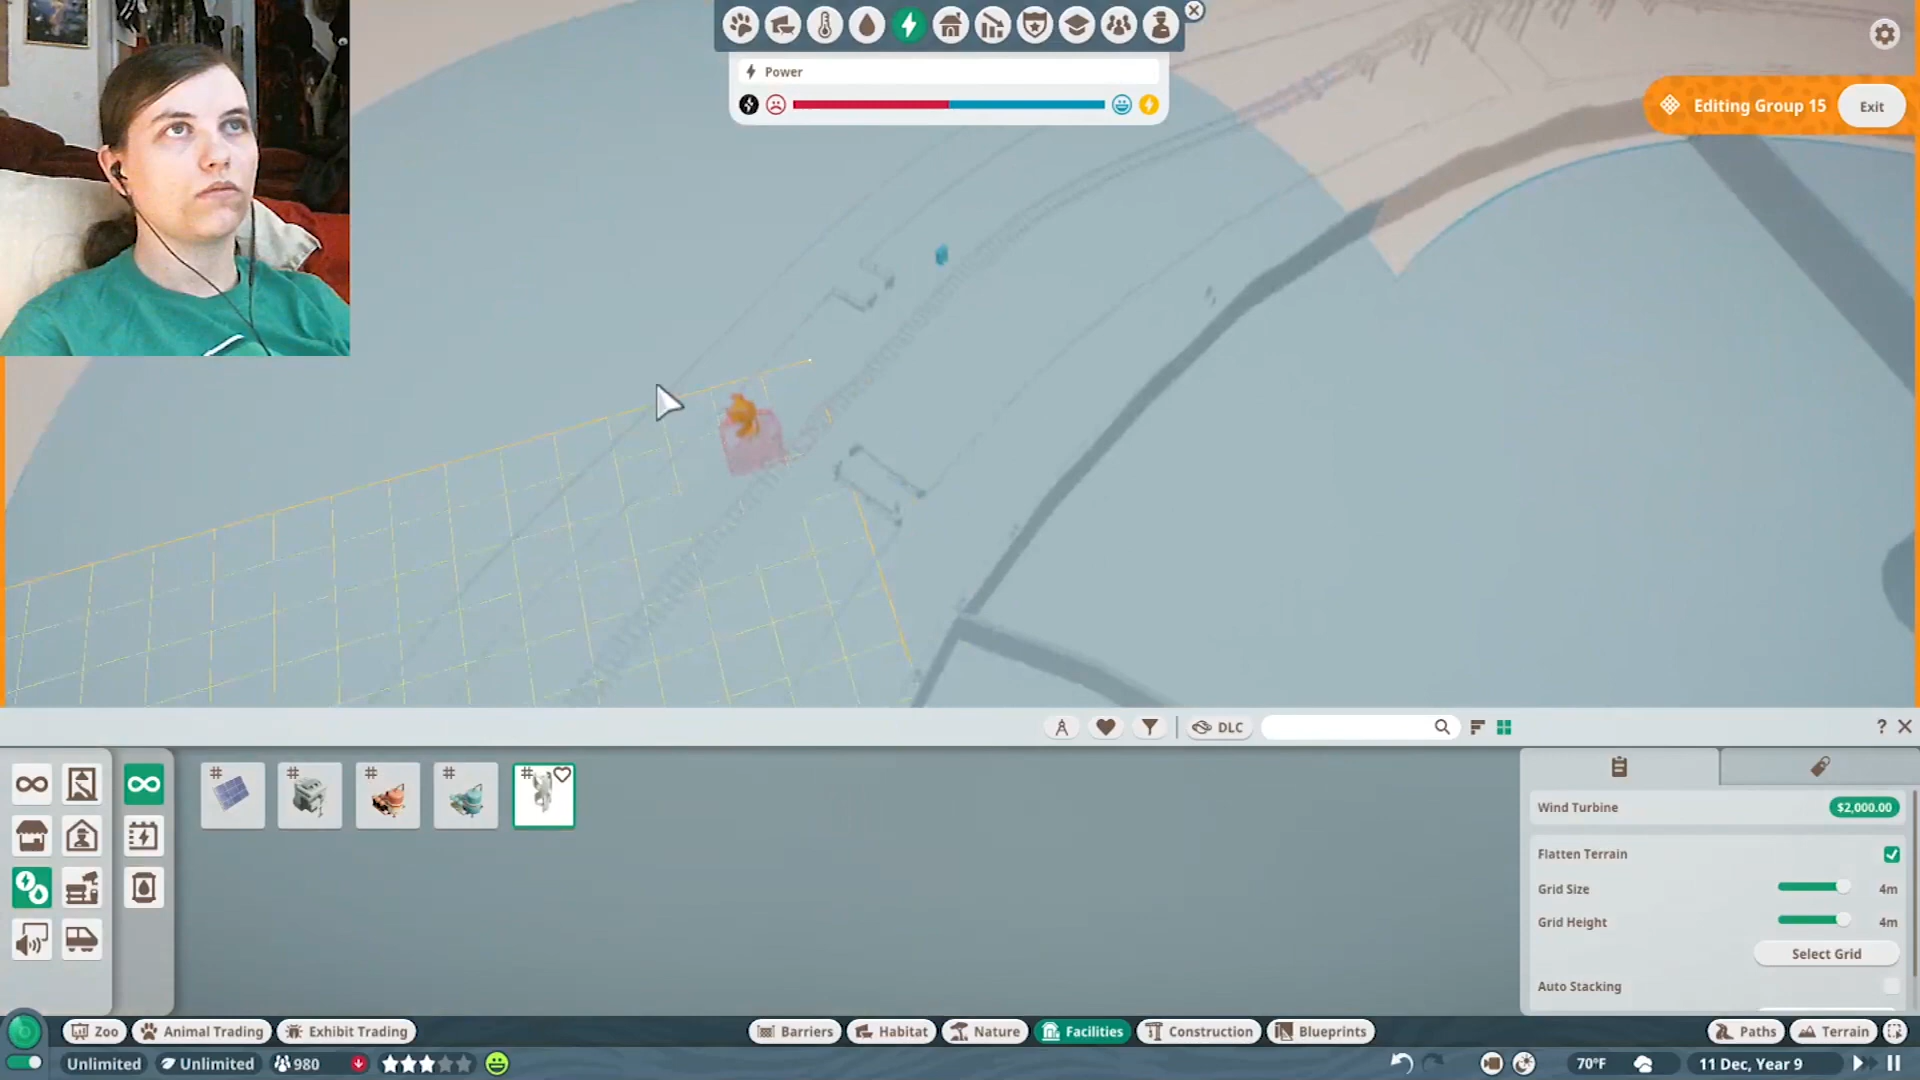 Power
Editing Group 15
Exit
DLC
?
#
#
#
#
#
Wind Turbine
$2,000.00
Flatten Terrain
Grid Size
4m
Grid Height
4m
Select Grid
Auto Stacking
Zoo
Animal Trading
Exhibit Trading
Barriers
Habitat
Nature
Facilities
Construction
Blueprints
Paths
Terrain
Unlimited
Unlimited
980
70°F
11 Dec, Year 9